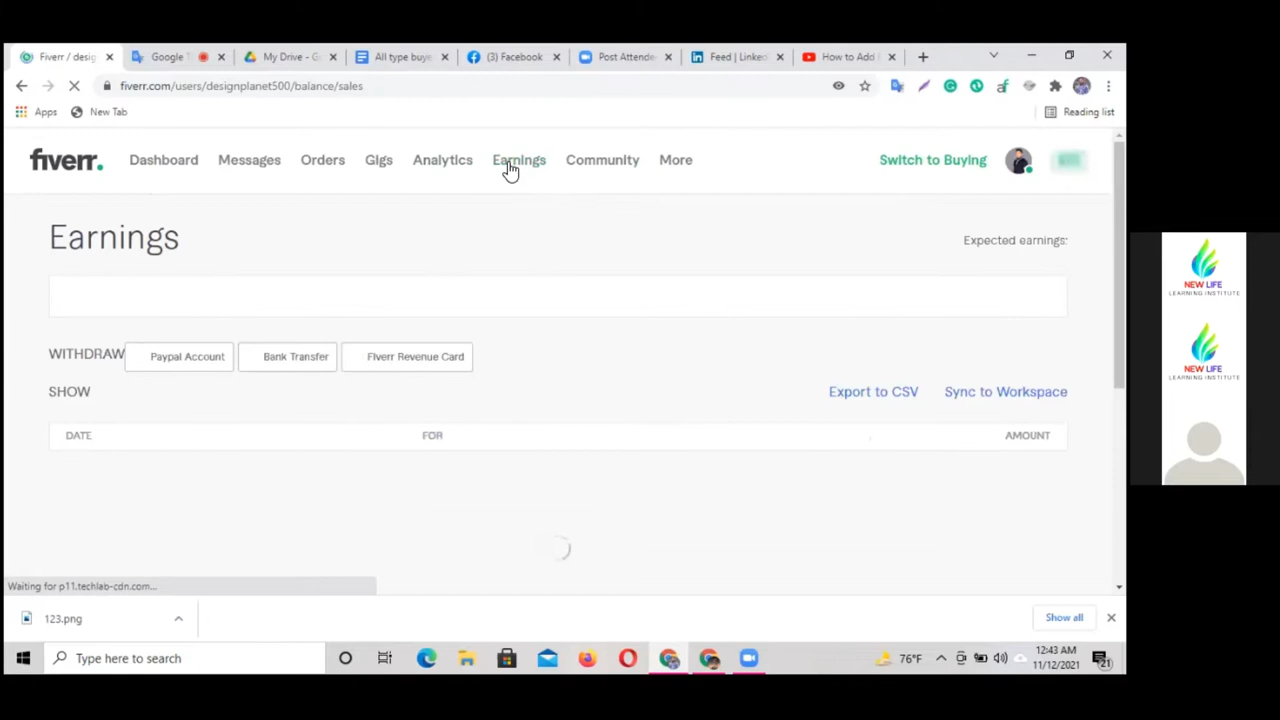 Fiverr / desig
Google T
My Drive - G
All type buye
(3) Facebook
Post Attende
Feed | Linked
How to Add
fiverr.com/users/designplanet500/balance/sales
Apps
New Tab
Reading list
fiverr.
Dashboard
Messages
Orders
Gigs
Analytics
Earnings
Community
More
Switch to Buying
Earnings
Expected earnings:
WITHDRAW
Paypal Account
Bank Transfer
Fiverr Revenue Card
SHOW
Export to CSV
Sync to Workspace
DATE
FOR
AMOUNT
NEW LIFE
LEARNING INSTITUTE
NEW LIFE
LEARNING INSTITUTE
Waiting for p11.techlab-cdn.com...
123.png
Show all
Type here to search
76°F
12:43 AM
11/12/2021
21